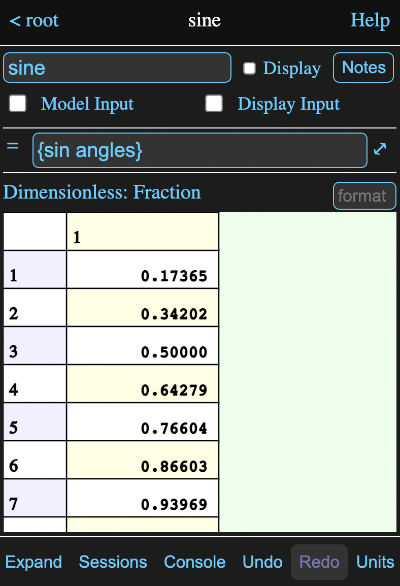 < root sine Help
sine Display Notes
Model Input Display Input
= {sin angles} ⤢
Dimensionless: Fraction format
1
1 0.17365
2 0.34202
3 0.50000
4 0.64279
5 0.76604
6 0.86603
7 0.93969
Expand Sessions Console Undo Redo Units